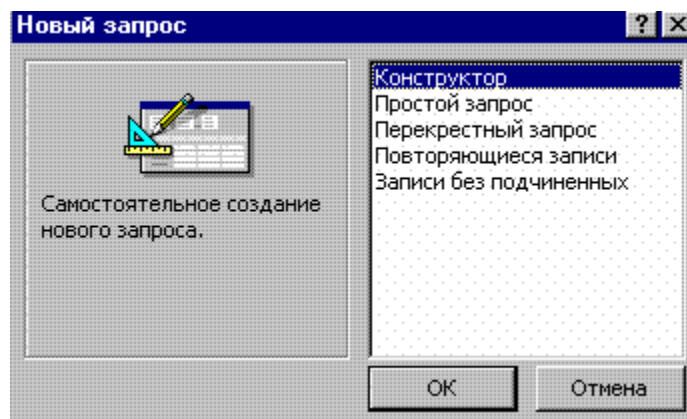 Новый запрос
Самостоятельное создание
нового запроса.
Конструктор
Простой запрос
Перекрестный запрос
Повторяющиеся записи
Записи без подчиненных
ОК
Отмена